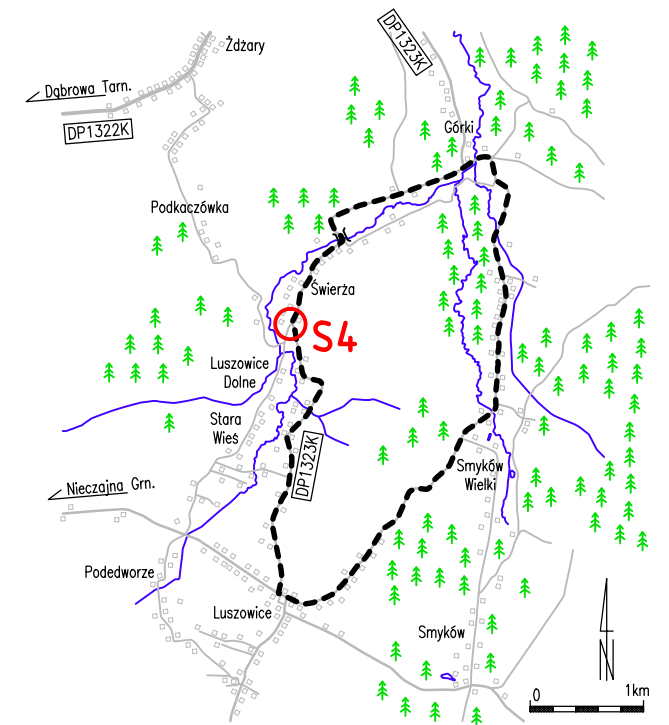 Żdżary
DP1323K
Dąbrowa Tarn.
DP1322K
Górki
Podkaczówka
Świerża
S4
Luszowice
Dolne
Stara
Wieś
DP1323K
Smyków
Wielki
Nieczajna Grn.
Podedworze
Luszowice
Smyków
N
0 1km